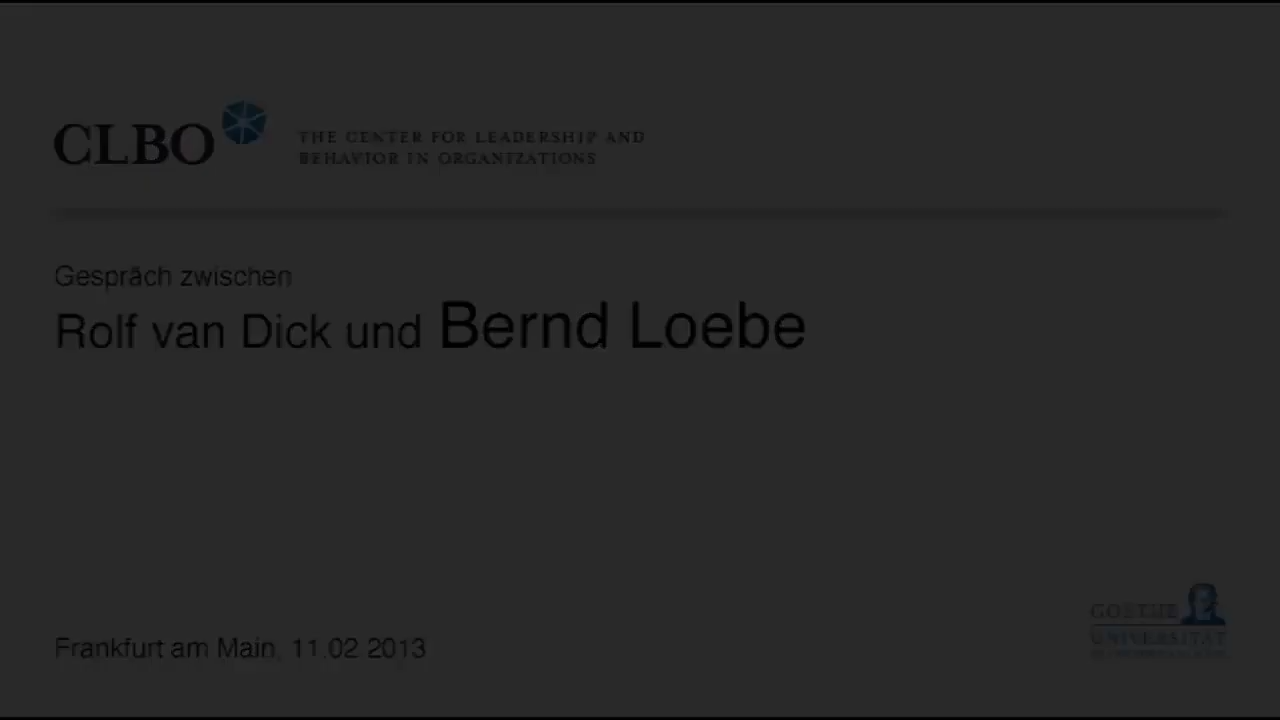 CLBO
THE CENTER FOR LEADERSHIP AND
BEHAVIOR IN ORGANIZATIONS
Gespräch zwischen
Rolf van Dick und Bernd Loebe
Frankfurt am Main, 11.02.2013
GOETHE
UNIVERSITÄT